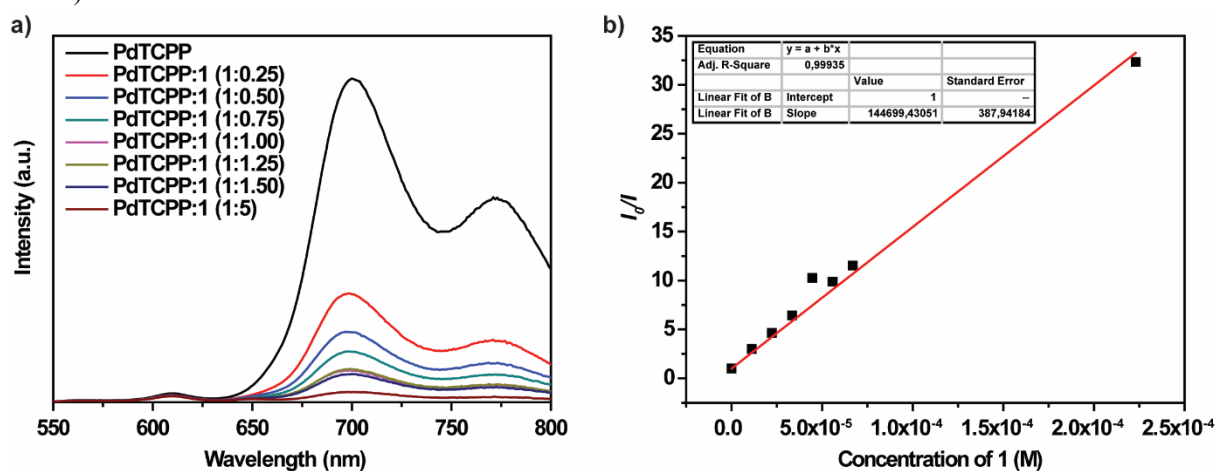 a)
PdTCPP
PdTCPP:1 (1:0.25)
PdTCPP:1 (1:0.50)
PdTCPP:1 (1:0.75)
PdTCPP:1 (1:1.00)
PdTCPP:1 (1:1.25)
PdTCPP:1 (1:1.50)
PdTCPP:1 (1:5)
Intensity (a.u.)
550 600 650 700 750 800
Wavelength (nm)
b)
Equation y = a + b*x
Adj. R-Square 0,99935
Value Standard Error
Linear Fit of B Intercept 1 --
Linear Fit of B Slope 144699,43051 387,94184
35
30
25
20
15
10
5
0
I0/I
0.0 5.0x10⁻⁵ 1.0x10⁻⁴ 1.5x10⁻⁴ 2.0x10⁻⁴ 2.5x10⁻⁴
Concentration of 1 (M)